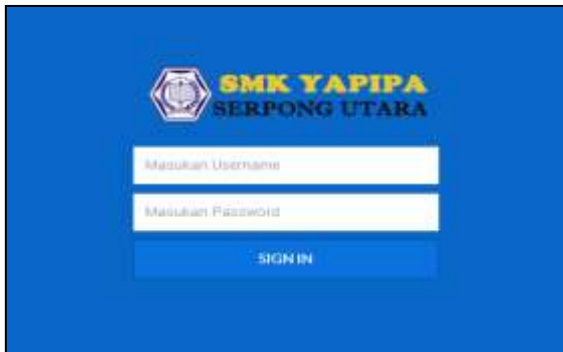 SMK YAPIPA
SERPONG UTARA
Masukan Username
Masukan Password
SIGN IN